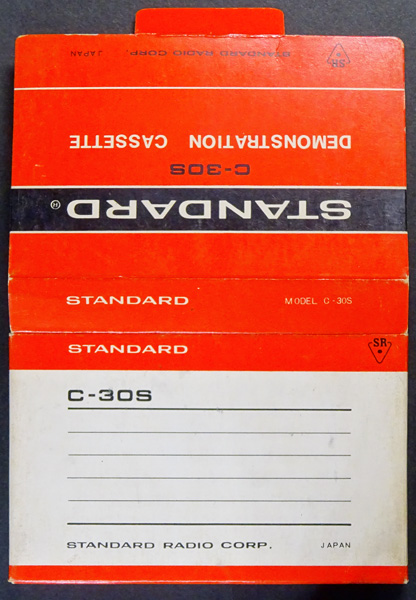 STANDARD RADIO CORP. JAPAN
SR
DEMONSTRATION CASSETTE
C-30S
STANDARD®
STANDARD MODEL C-30S
STANDARD
SR
C-30S
STANDARD RADIO CORP. JAPAN